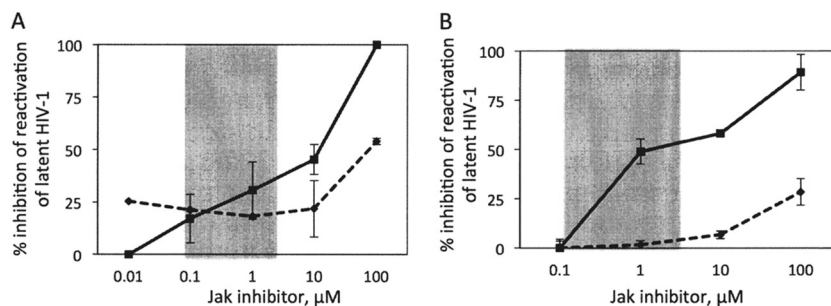 A
% inhibition of reactivation
of latent HIV-1
100
75
50
25
0
0.01 0.1 1 10 100
Jak inhibitor, μM
B
% inhibition of reactivation
of latent HIV-1
100
75
50
25
0
0.1 1 10 100
Jak inhibitor, μM